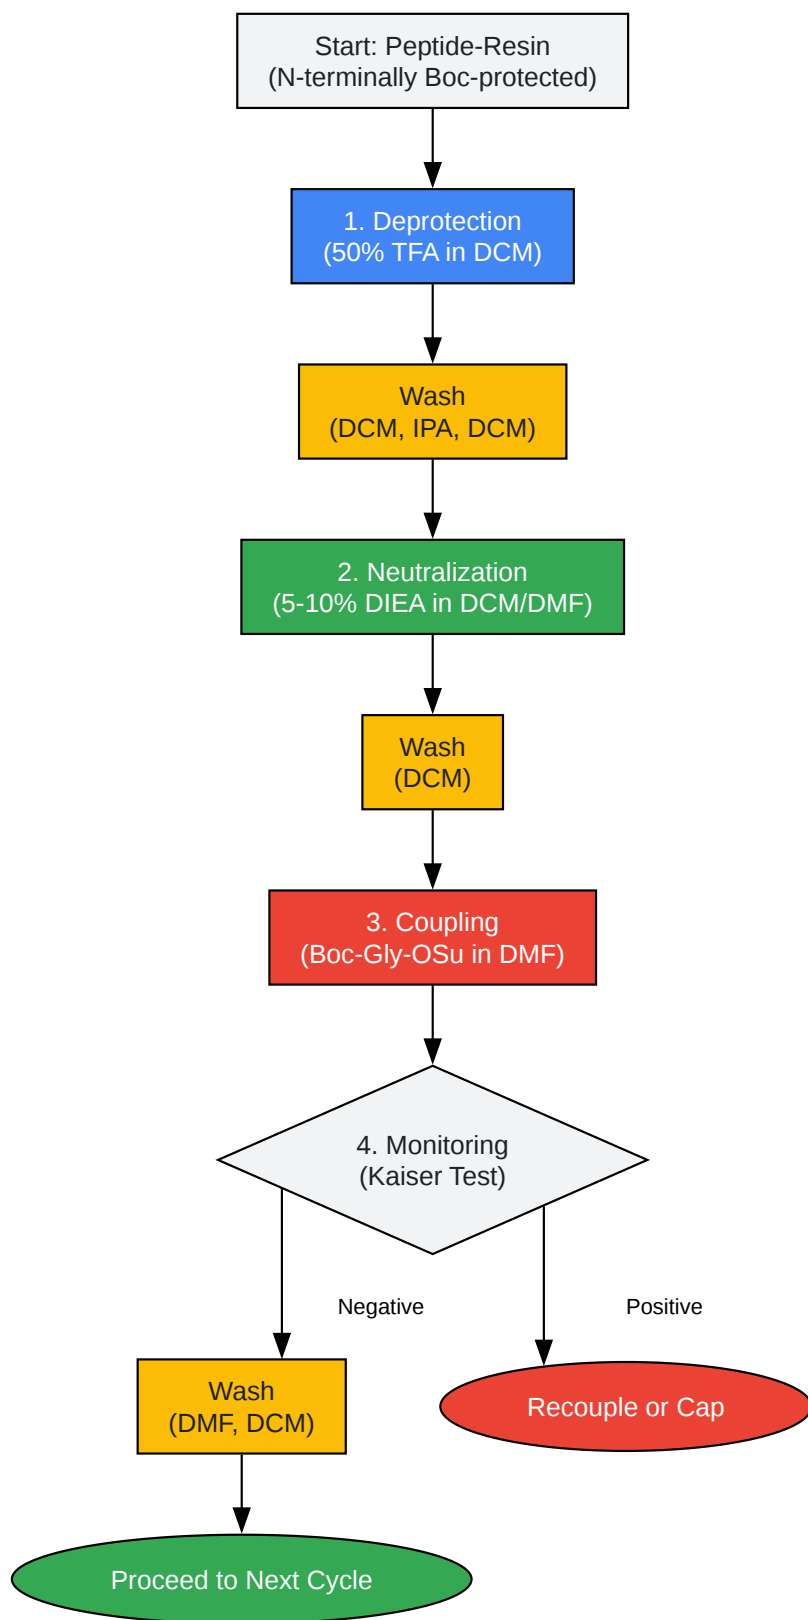 Start: Peptide-Resin
(N-terminally Boc-protected)
1. Deprotection
(50% TFA in DCM)
Wash
(DCM, IPA, DCM)
2. Neutralization
(5-10% DIEA in DCM/DMF)
Wash
(DCM)
3. Coupling
(Boc-Gly-OSu in DMF)
4. Monitoring
(Kaiser Test)
Negative
Positive
Wash
(DMF, DCM)
Recouple or Cap
Proceed to Next Cycle